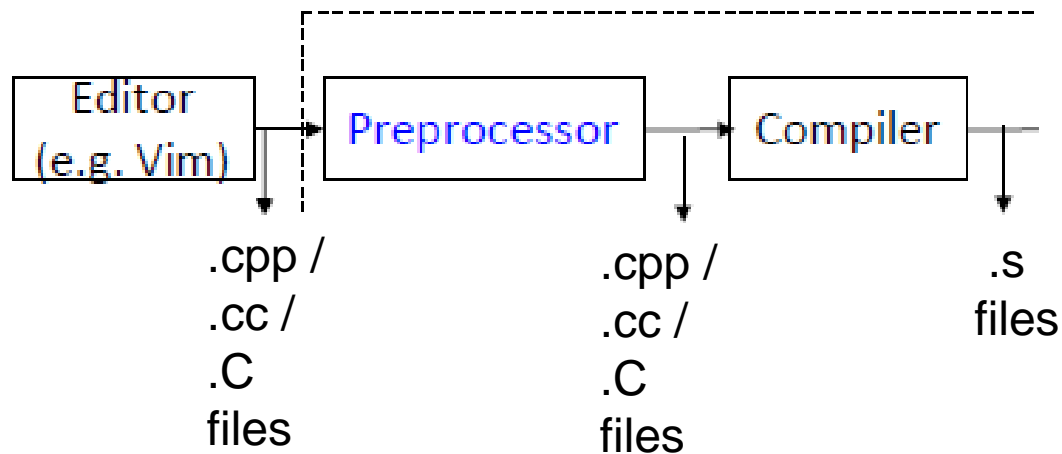 Editor
(e.g. Vim)
Preprocessor
Compiler
.cpp /
.cc /
.C
files
.cpp /
.cc /
.C
files
.s
files